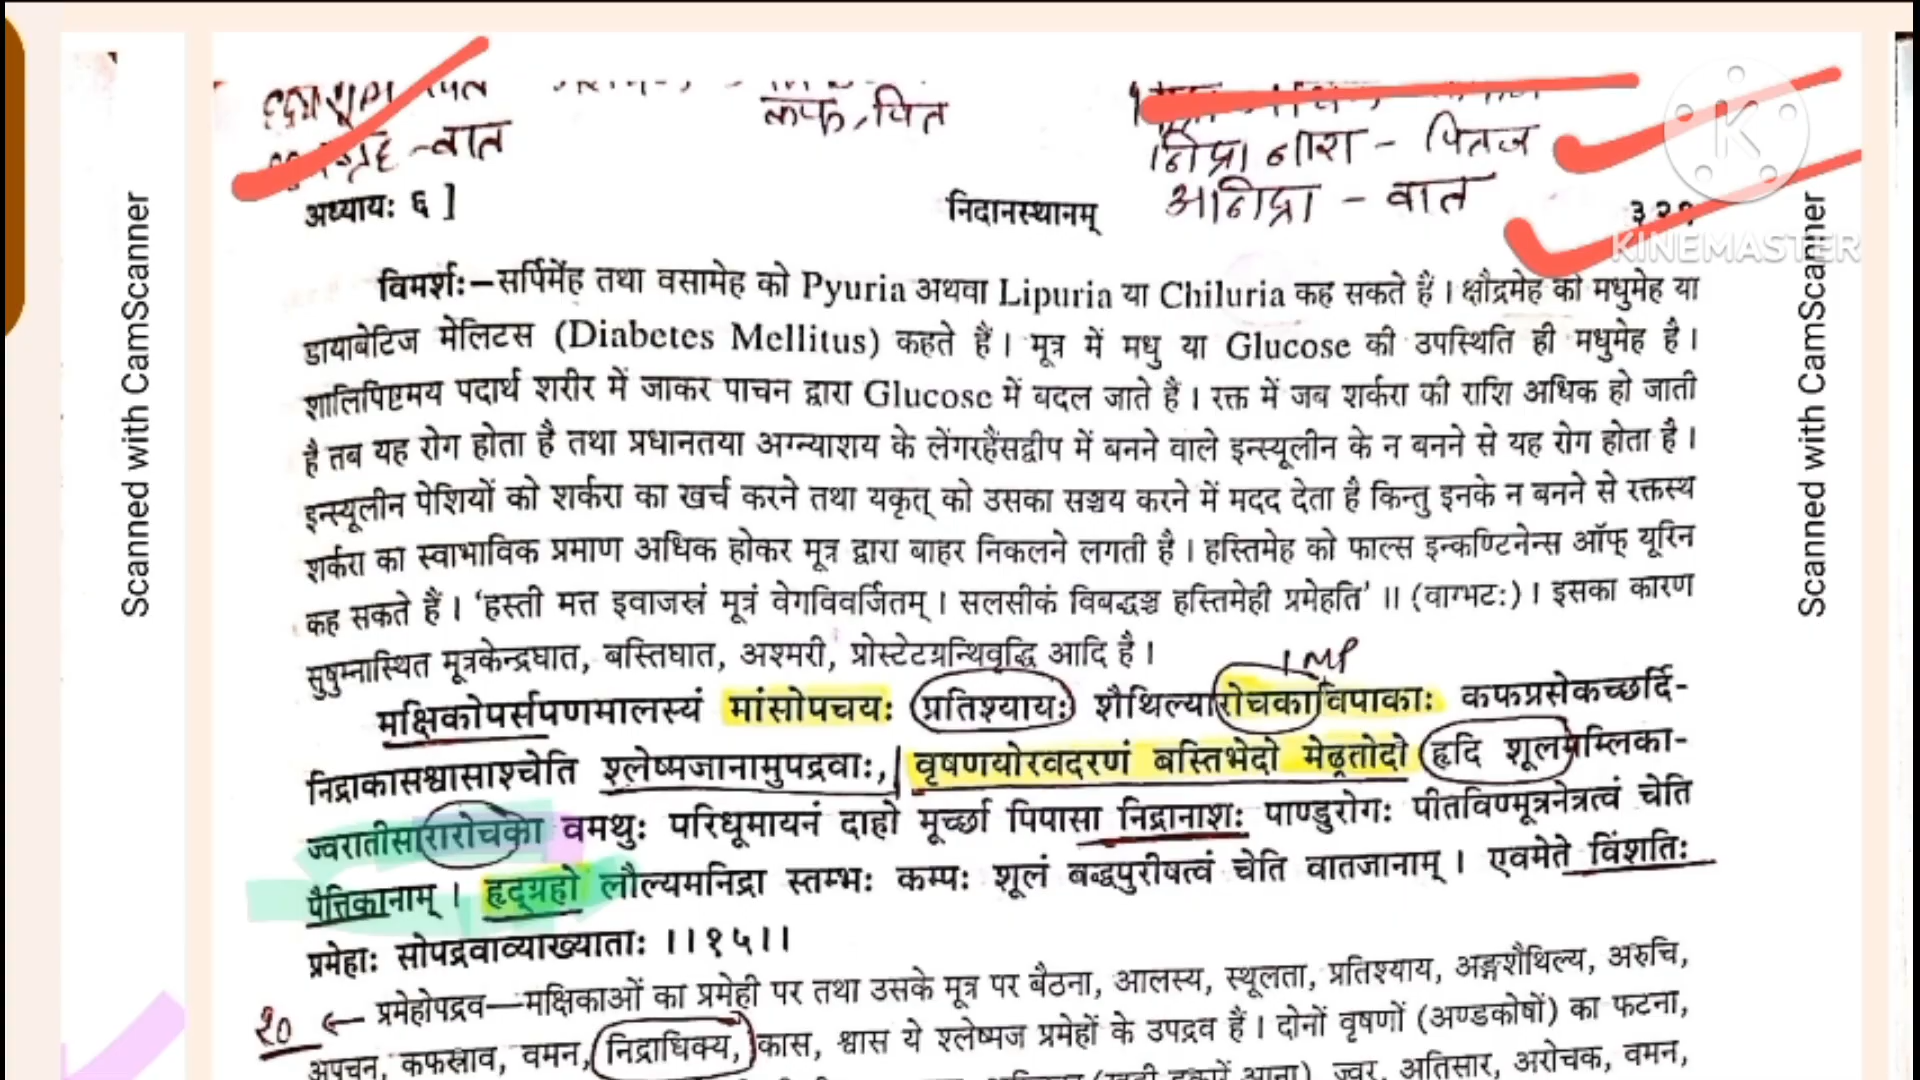 कफ, पित
निद्रा नाश - पित्तज
- वात
अनिद्रा - वात
अध्यायः ६ ]
निदानस्थानम्
KINEMASTER
Scanned with CamScanner
Scanned with CamScanner
विमर्शः–सर्पिर्मेह तथा वसामेह को Pyuria अथवा Lipuria या Chiluria कह सकते हैं । क्षौद्रमेह को मधुमेह या
डायाबेटिज मेलिटस (Diabetes Mellitus) कहते हैं । मूत्र में मधु या Glucose की उपस्थिति ही मधुमेह है ।
शालिपिष्टमय पदार्थ शरीर में जाकर पाचन द्वारा Glucose में बदल जाते हैं । रक्त में जब शर्करा की राशि अधिक हो जाती
है तब यह रोग होता है तथा प्रधानतया अग्न्याशय के लेंगरहैंसद्वीप में बनने वाले इन्स्यूलीन के न बनने से यह रोग होता है ।
इन्स्यूलीन पेशियों को शर्करा का खर्च करने तथा यकृत् को उसका सञ्चय करने में मदद देता है किन्तु इनके न बनने से रक्तस्थ
शर्करा का स्वाभाविक प्रमाण अधिक होकर मूत्र द्वारा बाहर निकलने लगती है । हस्तिमेह को फाल्स इन्कण्टिनेन्स ऑफ् यूरिन
कह सकते हैं । ‘हस्ती मत्त इवाजस्रं मूत्रं वेगविवर्जितम् । सलसीकं विबद्धञ्च हस्तिमेही प्रमेहति’ ॥ (वाग्भटः) । इसका कारण
सुषुम्नास्थित मूत्रकेन्द्रघात, बस्तिघात, अश्मरी, प्रोस्टेटग्रन्थिवृद्धि आदि है ।
IMP
मक्षिकोपसर्पणमालस्यं मांसोपचयः प्रतिश्यायः शैथिल्यारोचकाविपाकाः कफप्रसेकच्छर्दि-
निद्राकासश्वासाश्चेति श्लेष्मजानामुपद्रवाः, वृषणयोरवदरणं बस्तिभेदो मेढ्रतोदो हृदि शूलमम्लिका-
ज्वरातीसारारोचका वमथुः परिधूमायनं दाहो मूर्च्छा पिपासा निद्रानाशः पाण्डुरोगः पीतविण्मूत्रनेत्रत्वं चेति
पैत्तिकानाम् । हृद्ग्रहो लौल्यमनिद्रा स्तम्भः कम्पः शूलं बद्धपुरीषत्वं चेति वातजानाम् । एवमेते विंशतिः
प्रमेहाः सोपद्रवाव्याख्याताः ।।१५।।
प्रमेहोपद्रव—मक्षिकाओं का प्रमेही पर तथा उसके मूत्र पर बैठना, आलस्य, स्थूलता, प्रतिश्याय, अङ्गशैथिल्य, अरुचि,
२०
अपचन, कफस्राव, वमन, निद्राधिक्य, कास, श्वास ये श्लेष्मज प्रमेहों के उपद्रव हैं । दोनों वृषणों (अण्डकोषों) का फटना,
ज्वर, अतिसार, अरोचक, वमन,